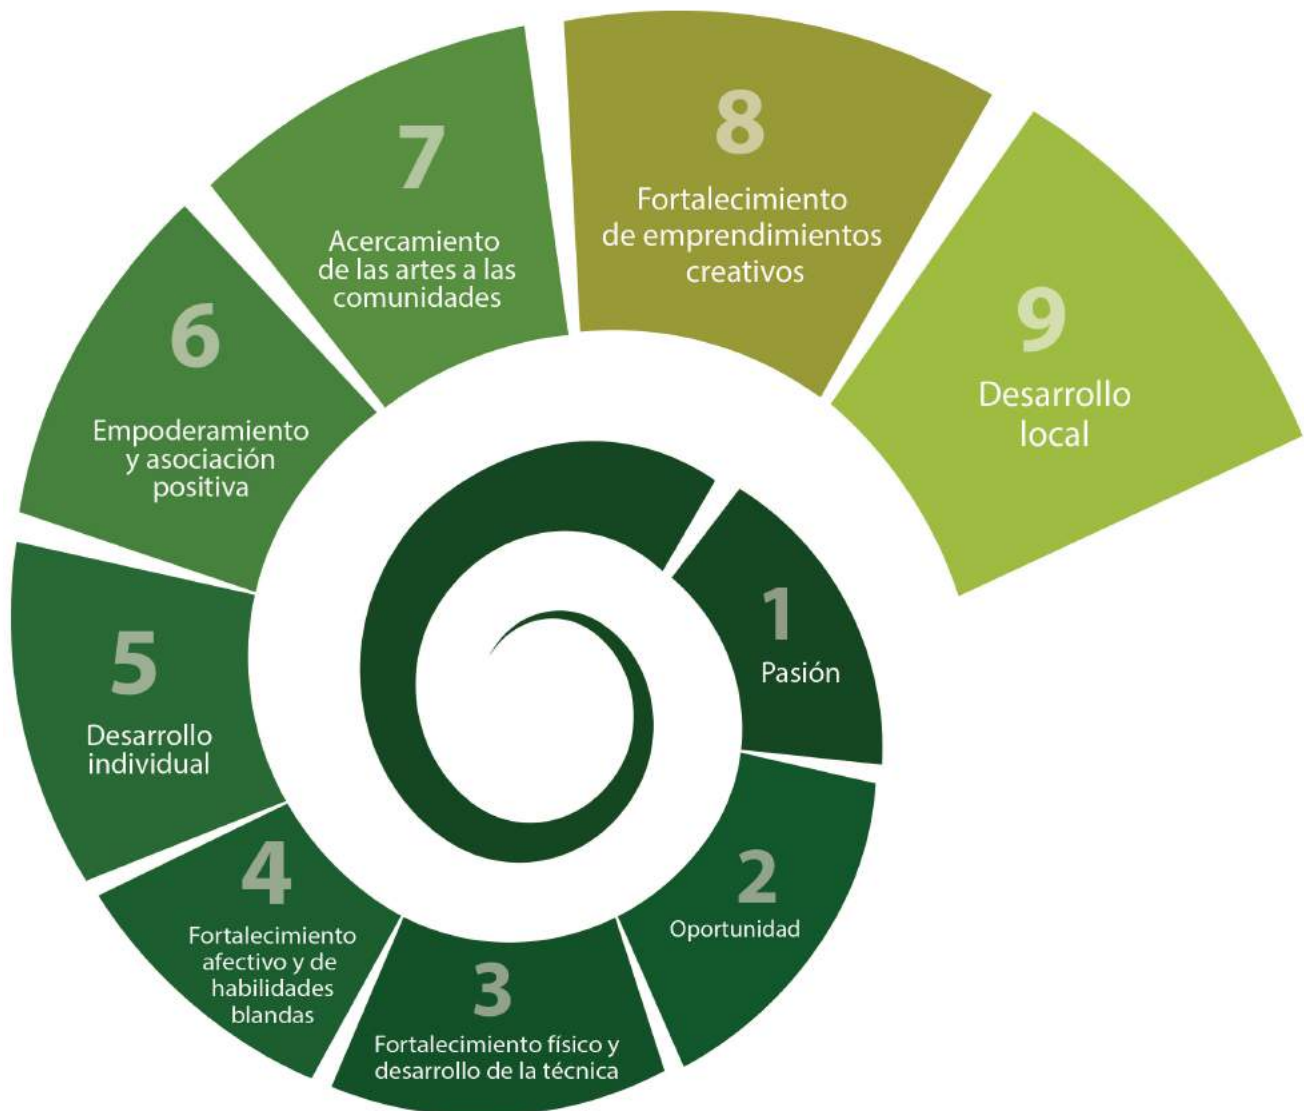 1
Pasión
2
Oportunidad
3
Fortalecimiento físico y
desarrollo de la técnica
4
Fortalecimiento
afectivo y de
habilidades
blandas
5
Desarrollo
individual
6
Empoderamiento
y asociación
positiva
7
Acercamiento
de las artes a las
comunidades
8
Fortalecimiento
de emprendimientos
creativos
9
Desarrollo
local